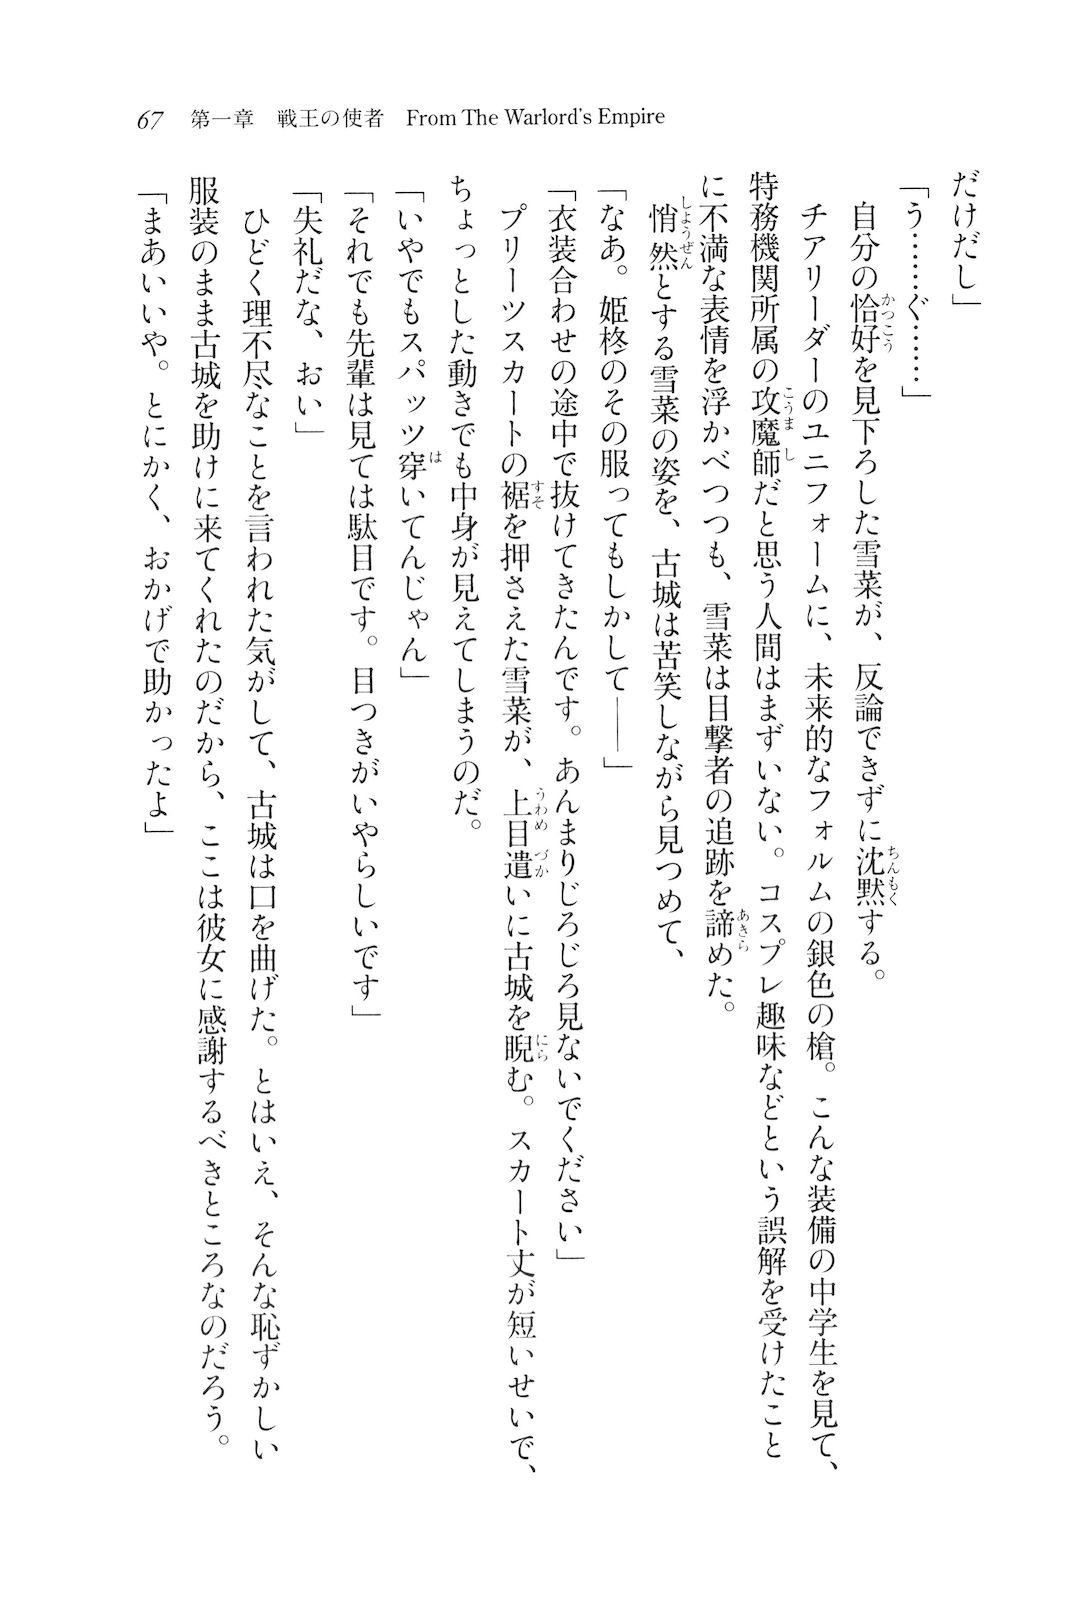 67　第一章　戦王の使者　From The Warlord's Empire
だけだし」
「う……ぐ……」
　自分の恰好を見下ろした雪菜が、反論できずに沈黙する。
　チアリーダーのユニフォームに、未来的なフォルムの銀色の槍。こんな装備の中学生を見て、
特務機関所属の攻魔師だと思う人間はまずいない。コスプレ趣味などという誤解を受けたこと
に不満な表情を浮かべつつも、雪菜は目撃者の追跡を諦めた。
　悄然とする雪菜の姿を、古城は苦笑しながら見つめて、
「なあ。姫柊のその服ってもしかして――」
「衣装合わせの途中で抜けてきたんです。あんまりじろじろ見ないでください」
　プリーツスカートの裾を押さえた雪菜が、上目遣いに古城を睨む。スカート丈が短いせいで、
ちょっとした動きでも中身が見えてしまうのだ。
「いやでもスパッツ穿いてんじゃん」
「それでも先輩は見ては駄目です。目つきがいやらしいです」
「失礼だな、おい」
　ひどく理不尽なことを言われた気がして、古城は口を曲げた。とはいえ、そんな恥ずかしい
服装のまま古城を助けに来てくれたのだから、ここは彼女に感謝するべきところなのだろう。
「まあいいや。とにかく、おかげで助かったよ」